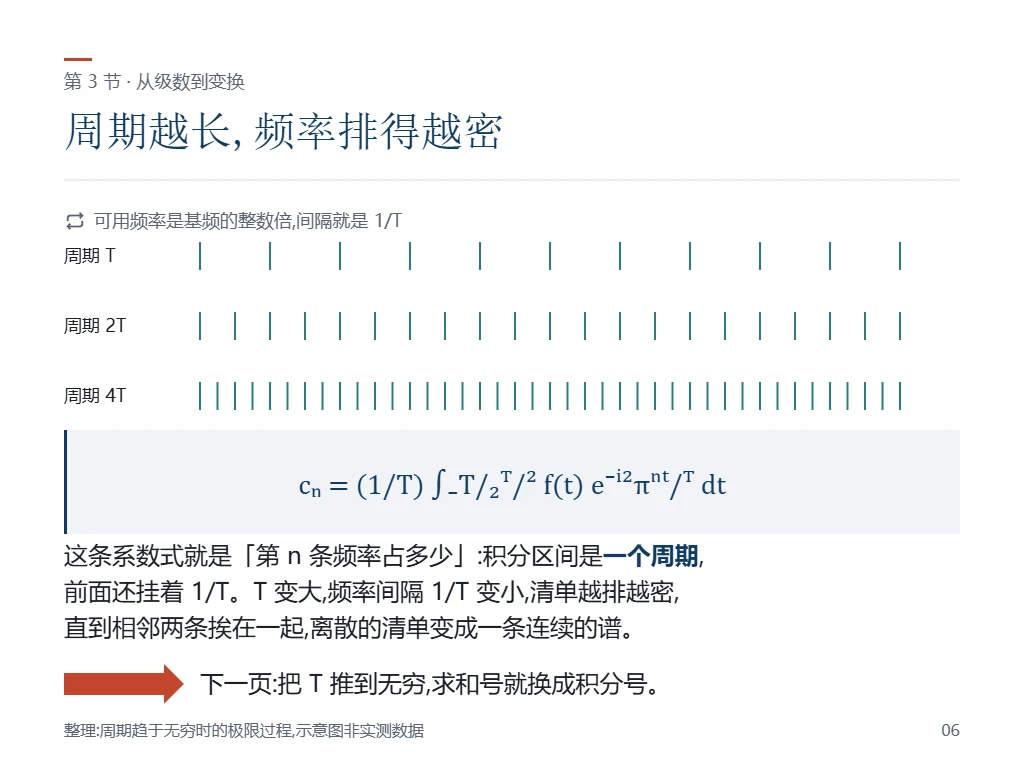 第 3 节 · 从级数到变换
周期越长, 频率排得越密
可用频率是基频的整数倍,间隔就是 1/T
周期 T
周期 2T
周期 4T
cₙ = (1/T) ∫₋T/₂ᵀ/² f(t) e⁻ⁱ²πⁿᵗ/ᵀ dt
这条系数式就是「第 n 条频率占多少」:积分区间是一个周期,
前面还挂着 1/T。T 变大,频率间隔 1/T 变小,清单越排越密,
直到相邻两条挨在一起,离散的清单变成一条连续的谱。
下一页:把 T 推到无穷,求和号就换成积分号。
整理:周期趋于无穷时的极限过程,示意图非实测数据
06